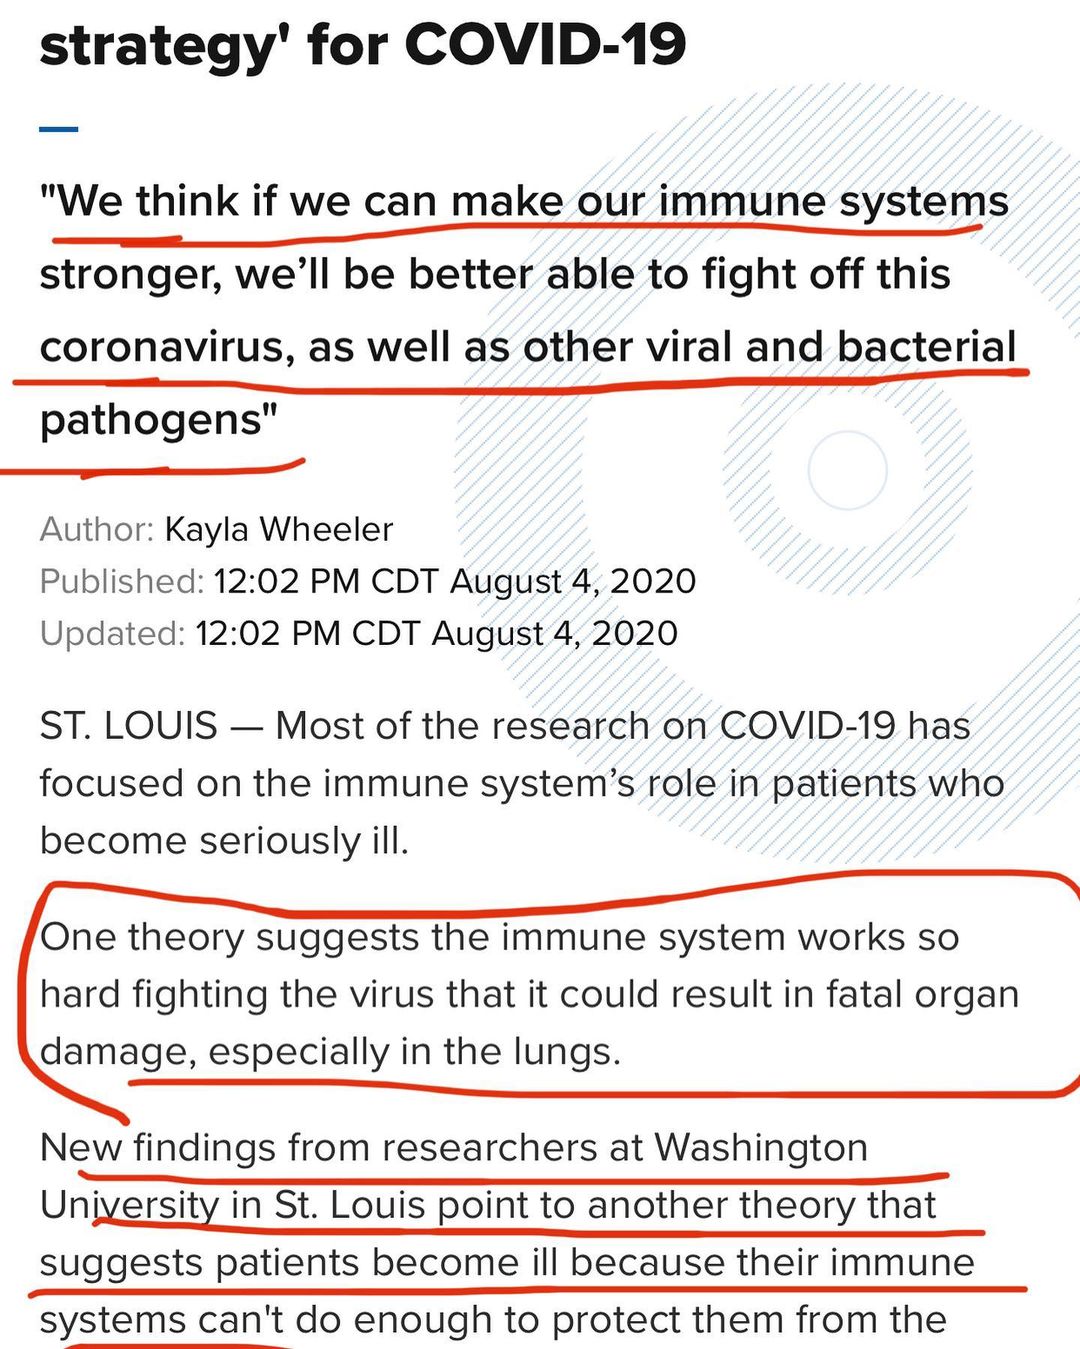 strategy' for COVID-19
"We think if we can make our immune systems
stronger, we’ll be better able to fight off this
coronavirus, as well as other viral and bacterial
pathogens"
Author: Kayla Wheeler
Published: 12:02 PM CDT August 4, 2020
Updated: 12:02 PM CDT August 4, 2020
ST. LOUIS — Most of the research on COVID-19 has
focused on the immune system’s role in patients who
become seriously ill.
One theory suggests the immune system works so
hard fighting the virus that it could result in fatal organ
damage, especially in the lungs.
New findings from researchers at Washington
University in St. Louis point to another theory that
suggests patients become ill because their immune
systems can't do enough to protect them from the